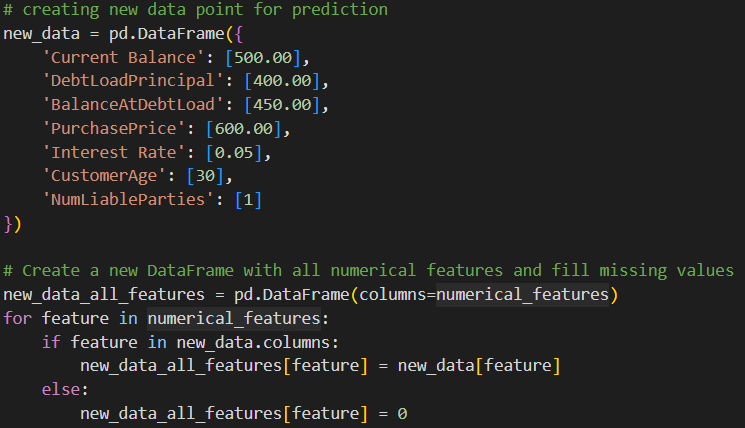 # creating new data point for prediction
new_data = pd.DataFrame({
    'Current Balance': [500.00],
    'DebtLoadPrincipal': [400.00],
    'BalanceAtDebtLoad': [450.00],
    'PurchasePrice': [600.00],
    'Interest Rate': [0.05],
    'CustomerAge': [30],
    'NumLiableParties': [1]
})

# Create a new DataFrame with all numerical features and fill missing values
new_data_all_features = pd.DataFrame(columns=numerical_features)
for feature in numerical_features:
    if feature in new_data.columns:
        new_data_all_features[feature] = new_data[feature]
    else:
        new_data_all_features[feature] = 0